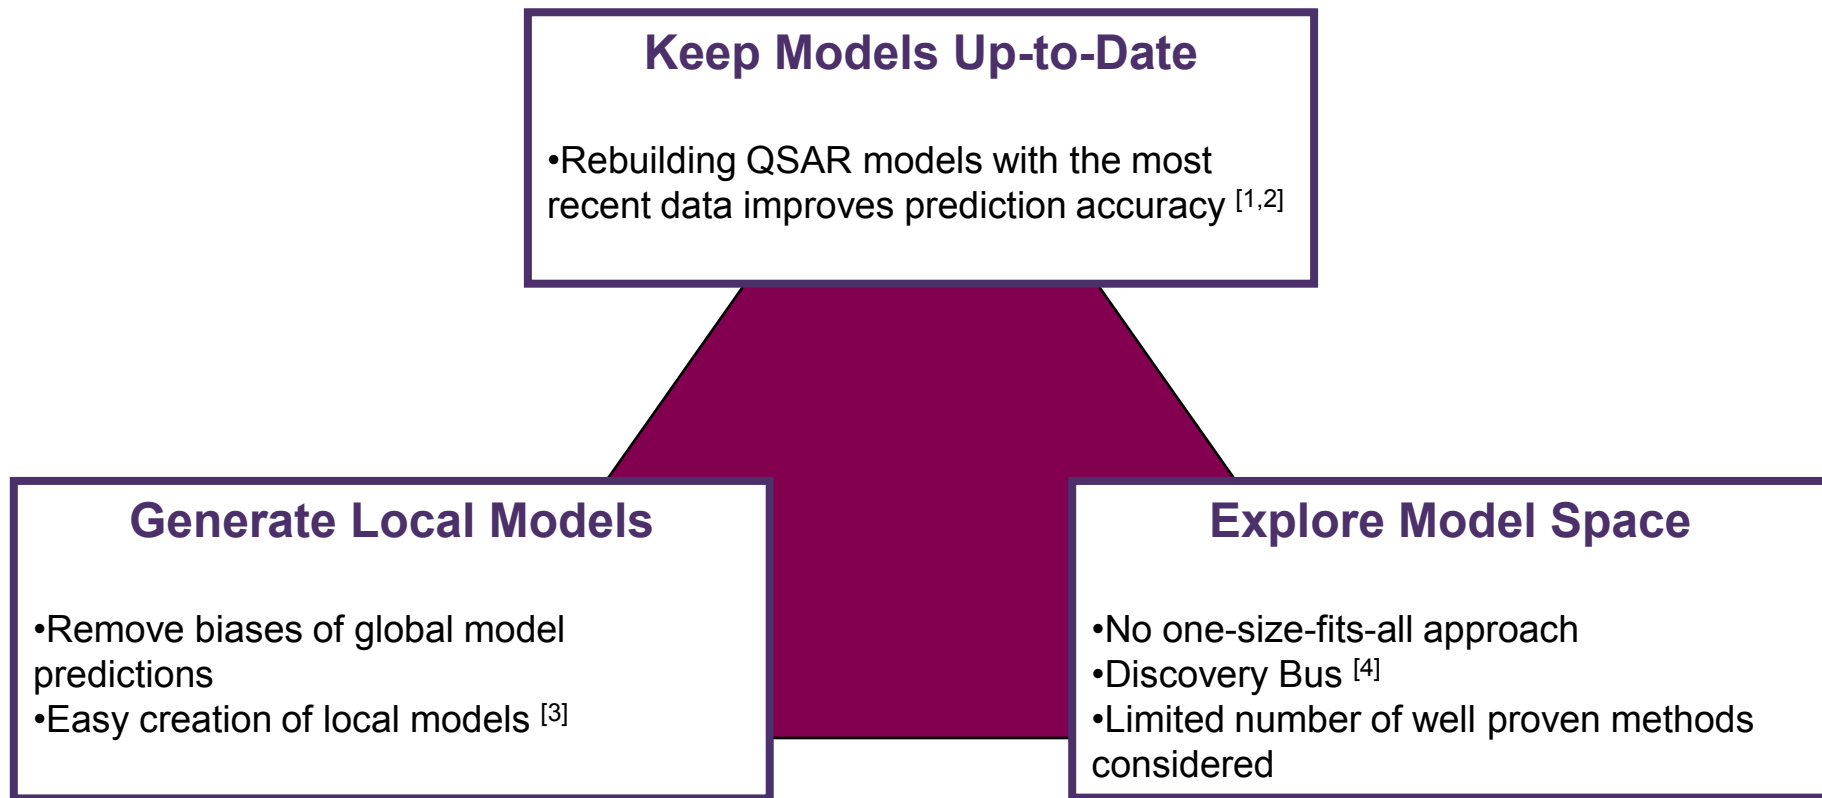 Keep Models Up-to-Date
•Rebuilding QSAR models with the most
recent data improves prediction accuracy [1,2]
Generate Local Models
•Remove biases of global model
predictions
•Easy creation of local models [3]
Explore Model Space
•No one-size-fits-all approach
•Discovery Bus [4]
•Limited number of well proven methods
considered